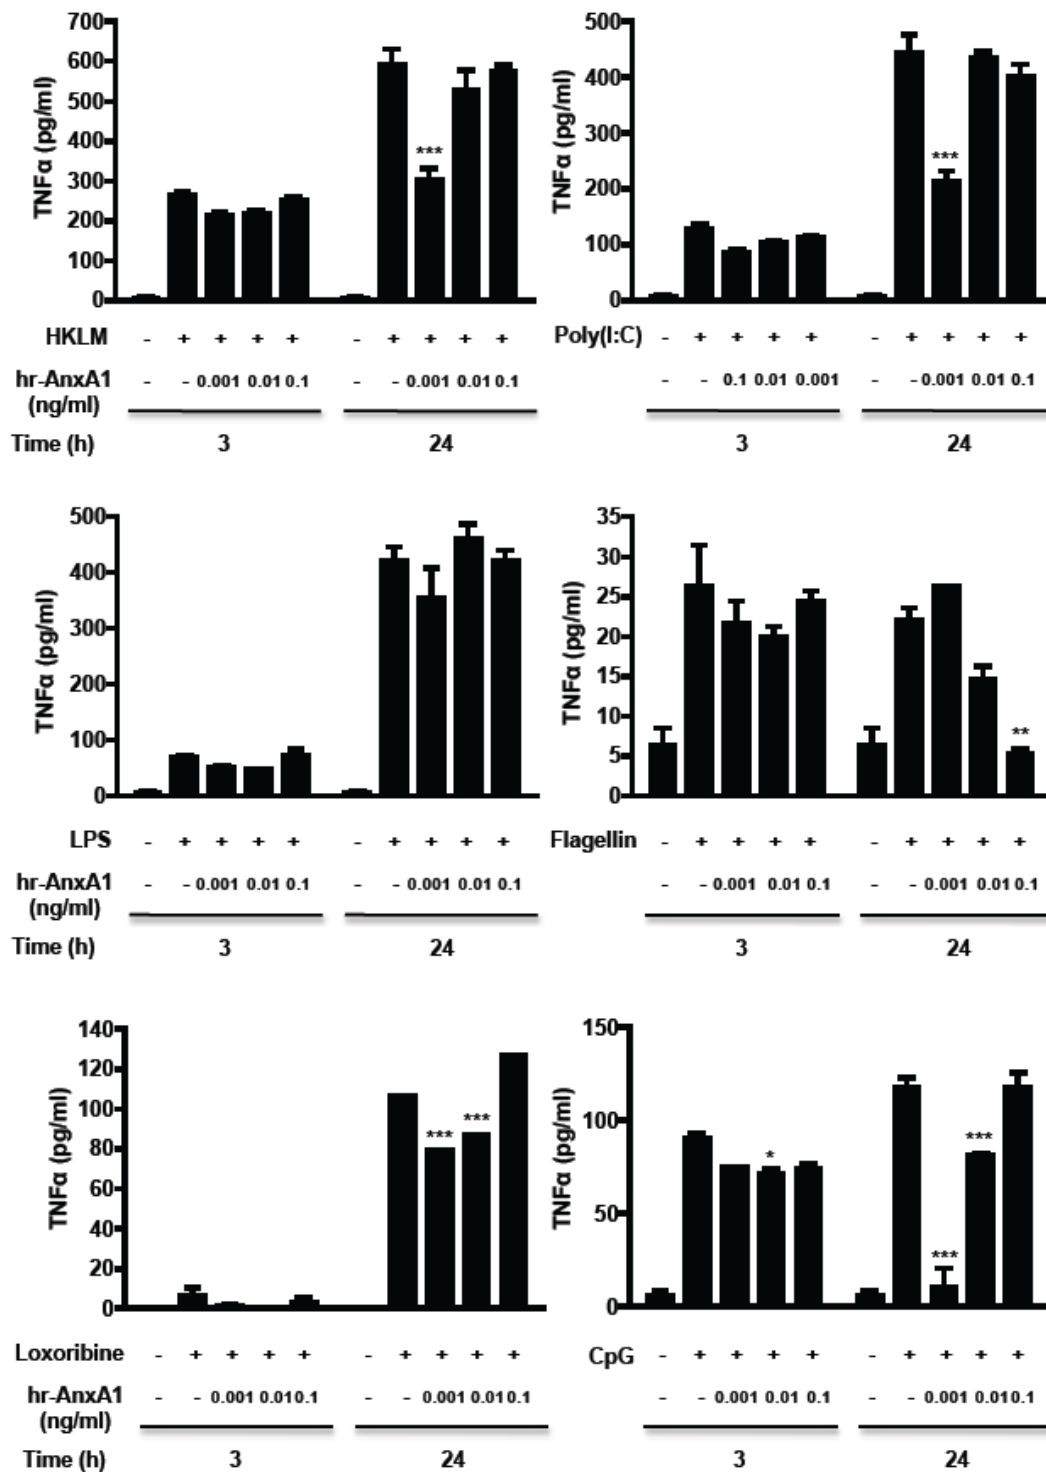 700
600
500
400
300
200
100
0
TNFα (pg/ml)
***
HKLM - + + + + - + + + +
hr-AnxA1 - - 0.001 0.01 0.1 - - 0.001 0.01 0.1
(ng/ml)
Time (h) 3 24
500
400
300
200
100
0
TNFα (pg/ml)
***
Poly(I:C) - + + + + - + + + +
- - 0.1 0.01 0.001 - - 0.001 0.01 0.1
3 24
500
400
300
200
100
0
TNFα (pg/ml)
LPS - + + + + - + + + +
hr-AnxA1 - - 0.001 0.01 0.1 - - 0.001 0.01 0.1
(ng/ml)
Time (h) 3 24
35
30
25
20
15
10
5
0
TNFα (pg/ml)
**
Flagellin - + + + + - + + + +
- - 0.001 0.01 0.1 - - 0.001 0.01 0.1
3 24
140
120
100
80
60
40
20
0
TNFα (pg/ml)
*** ***
Loxoribine - + + + + - + + + +
hr-AnxA1 - - 0.001 0.01 0.1 - - 0.001 0.01 0.1
(ng/ml)
Time (h) 3 24
150
100
50
0
TNFα (pg/ml)
* *** ***
CpG - + + + + - + + + +
- - 0.001 0.01 0.1 - - 0.001 0.01 0.1
3 24